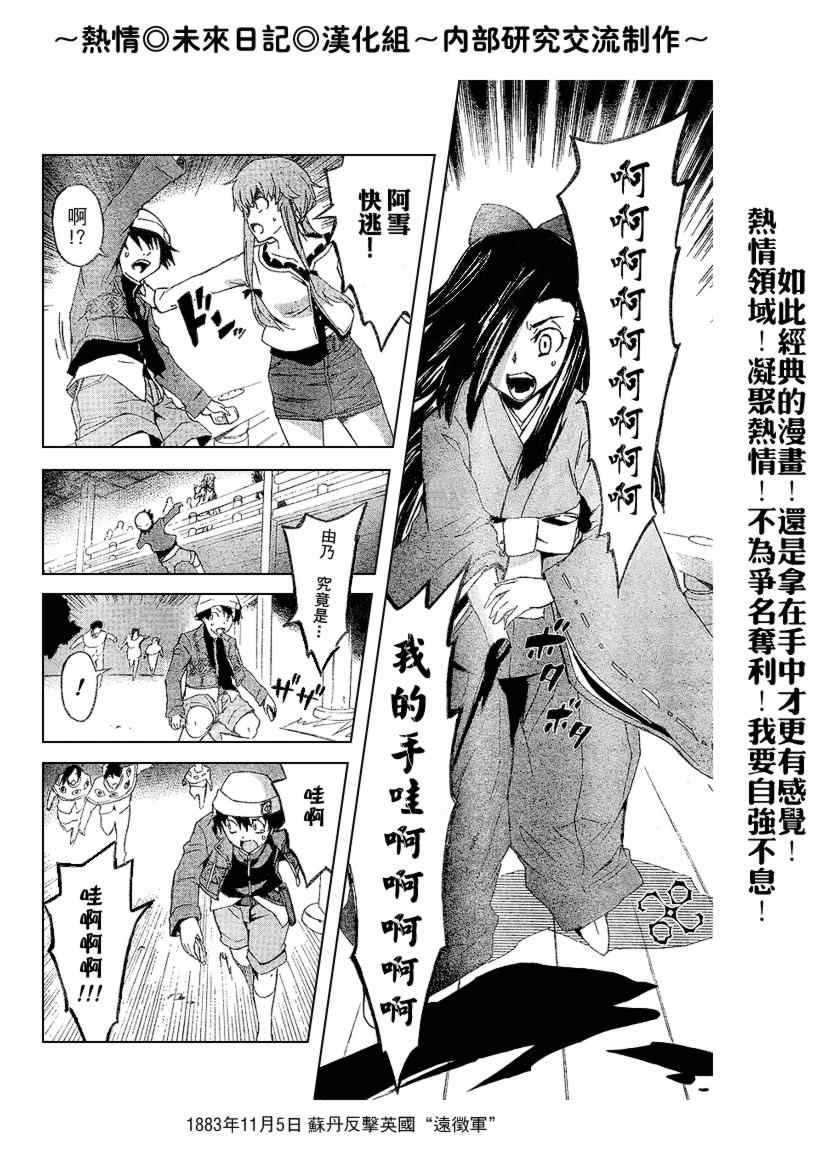 ～熱情◎未來日記◎漢化組～內部研究交流制作～
如此經典的漫畫！還是拿在手中才更有感覺！
熱情領域！凝聚熱情！不為爭名奪利！我要自強不息！
啊啊啊啊啊啊啊啊啊
我的手哇啊啊啊啊啊
ボタ
ボタ
阿雪
快逃！
啊!?
ドン
由乃 究竟是…
！
ザザ
哇啊
哇啊啊啊!!!
1883年11月5日 蘇丹反擊英國“遠徵軍”